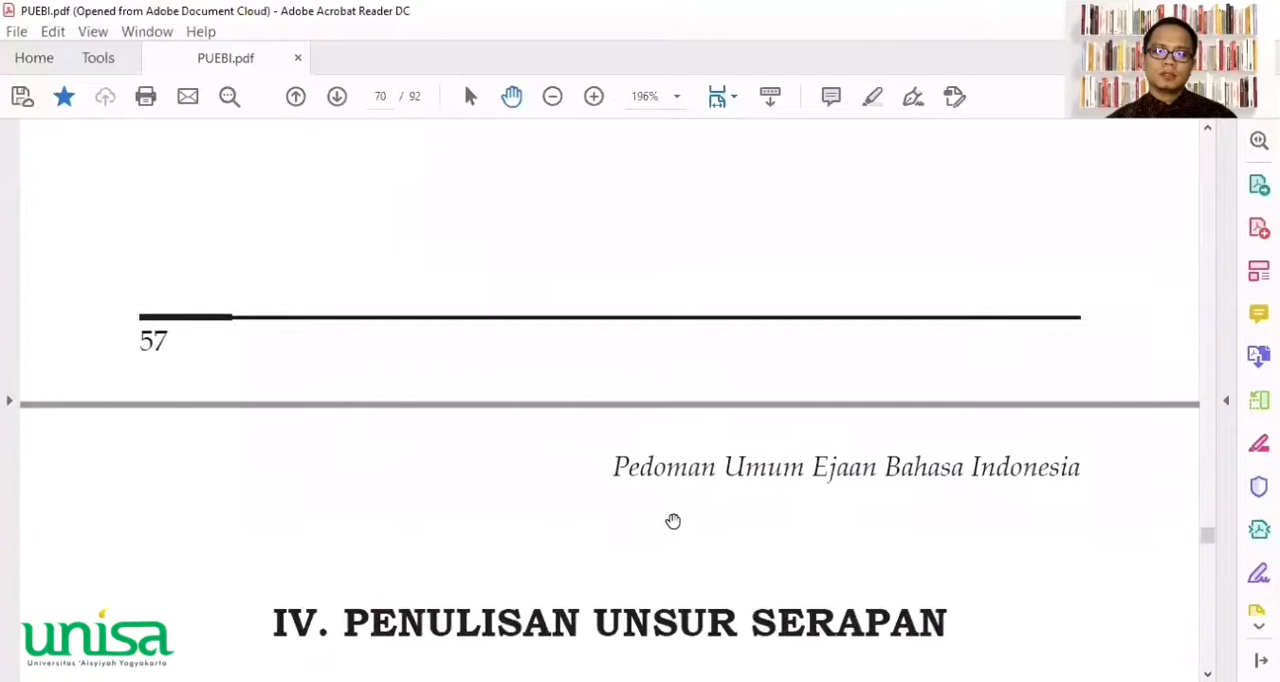 PUEBI.pdf (Opened from Adobe Document Cloud) - Adobe Acrobat Reader DC
File Edit View Window Help
Home Tools PUEBI.pdf ×
70 / 92 196%
57
Pedoman Umum Ejaan Bahasa Indonesia
IV. PENULISAN UNSUR SERAPAN
unisa
Universitas 'Aisyiyah Yogyakarta